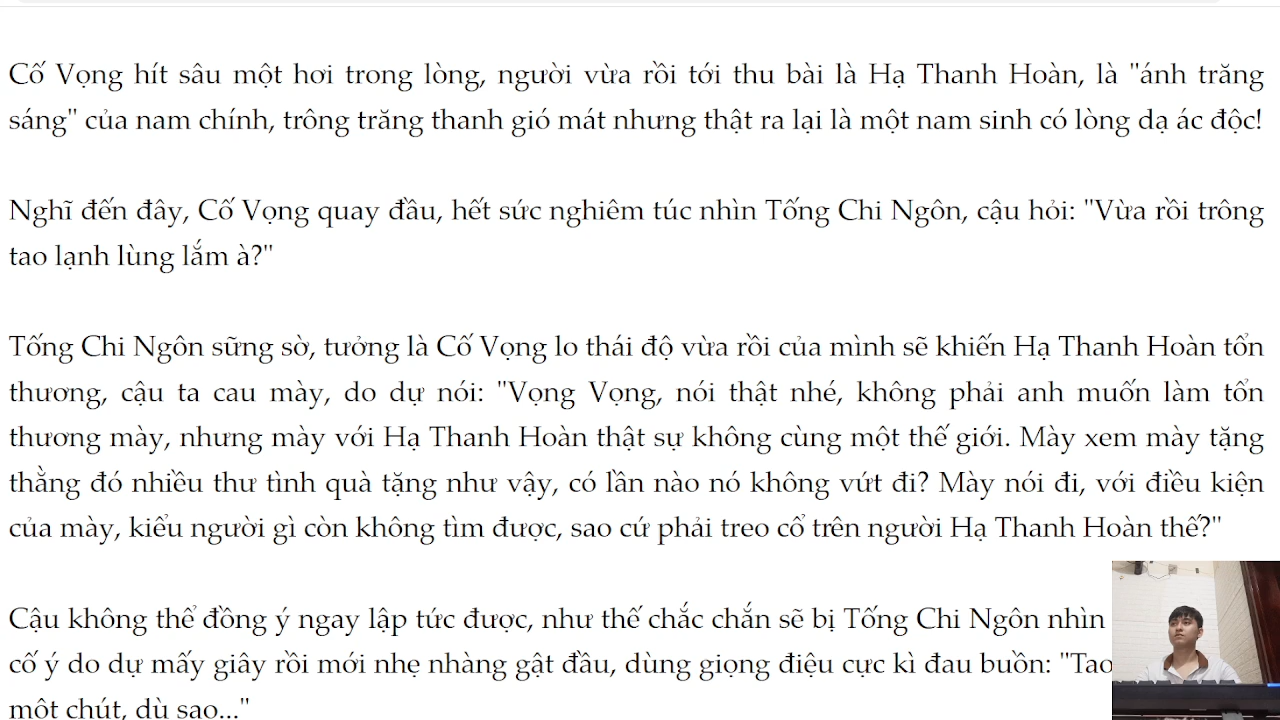 Cố Vọng hít sâu một hơi trong lòng, người vừa rồi tới thu bài là Hạ Thanh Hoàn, là "ánh trăng
sáng" của nam chính, trông trăng thanh gió mát nhưng thật ra lại là một nam sinh có lòng dạ ác độc!
Nghĩ đến đây, Cố Vọng quay đầu, hết sức nghiêm túc nhìn Tống Chi Ngôn, cậu hỏi: "Vừa rồi trông
tao lạnh lùng lắm à?"
Tống Chi Ngôn sững sờ, tưởng là Cố Vọng lo thái độ vừa rồi của mình sẽ khiến Hạ Thanh Hoàn tổn
thương, cậu ta cau mày, do dự nói: "Vọng Vọng, nói thật nhé, không phải anh muốn làm tổn
thương mày, nhưng mày với Hạ Thanh Hoàn thật sự không cùng một thế giới. Mày xem mày tặng
thằng đó nhiều thư tình quà tặng như vậy, có lần nào nó không vứt đi? Mày nói đi, với điều kiện
của mày, kiểu người gì còn không tìm được, sao cứ phải treo cổ trên người Hạ Thanh Hoàn thế?"
Cậu không thể đồng ý ngay lập tức được, như thế chắc chắn sẽ bị Tống Chi Ngôn nhìn
cố ý do dự mấy giây rồi mới nhẹ nhàng gật đầu, dùng giọng điệu cực kì đau buồn: "Tao
một chút, dù sao..."